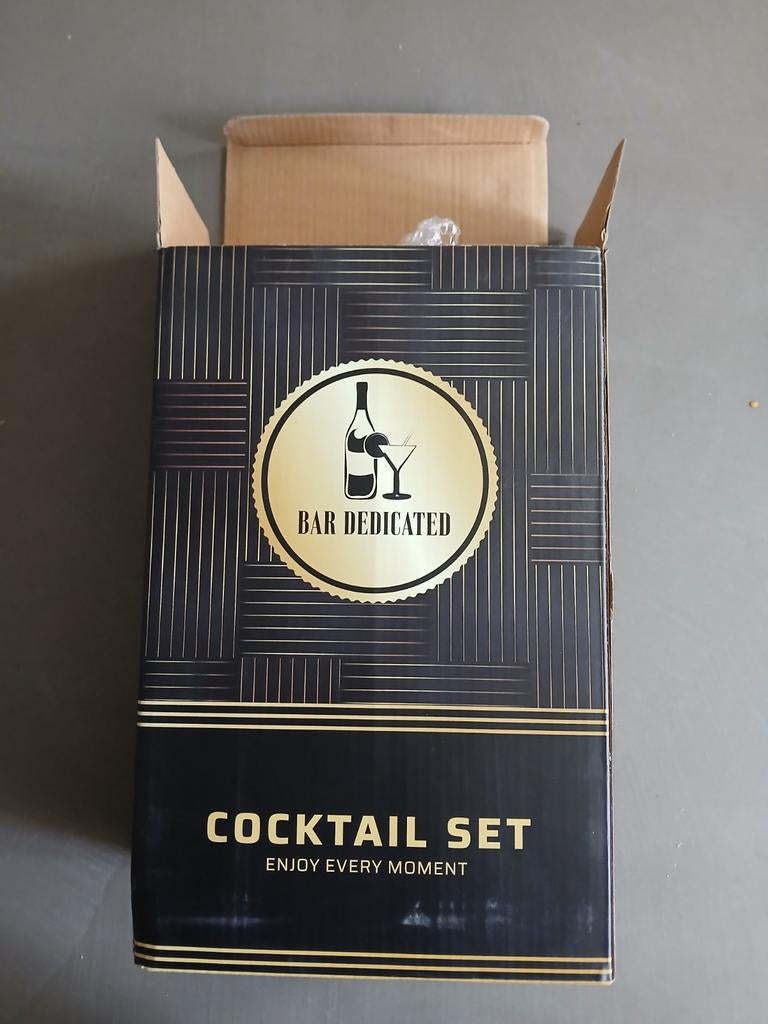 BAR DEDICATED
COCKTAIL SET
ENJOY EVERY MOMENT